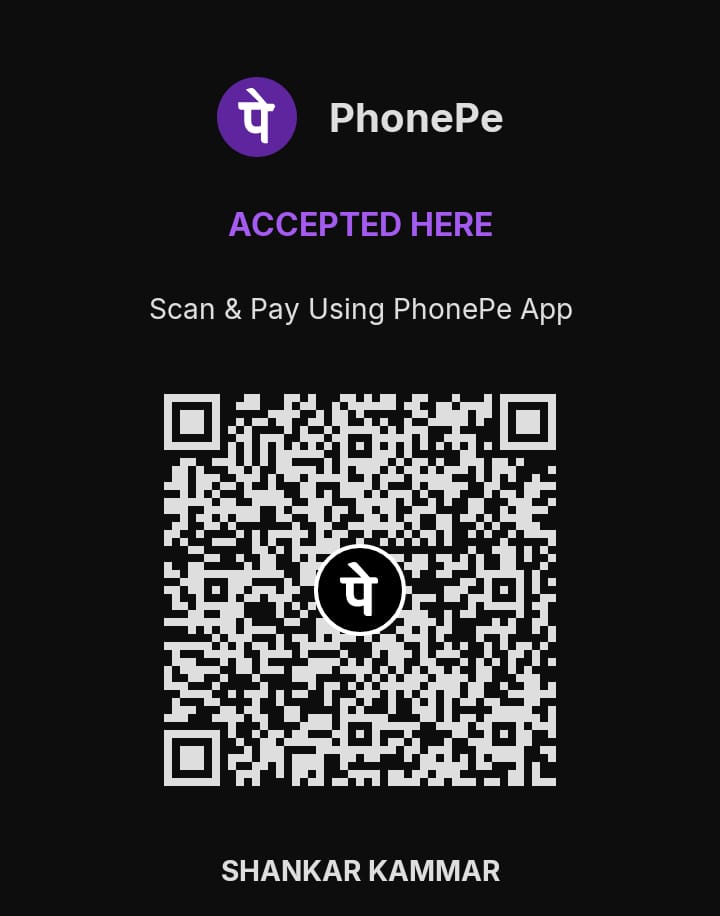 पे PhonePe
ACCEPTED HERE
Scan & Pay Using PhonePe App
पे
SHANKAR KAMMAR